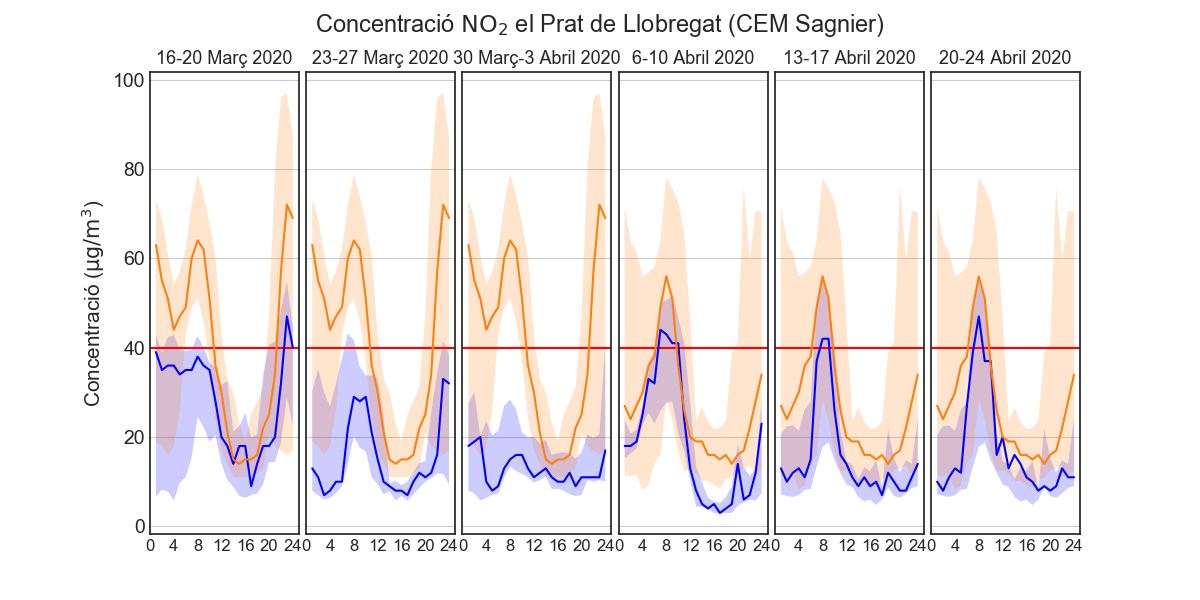 Concentració NO₂ el Prat de Llobregat (CEM Sagnier)
16-20 Març 2020 23-27 Març 2020 30 Març-3 Abril 2020 6-10 Abril 2020 13-17 Abril 2020 20-24 Abril 2020
100
80
60
40
20
0
Concentració (µg/m³)
0 4 8 12 16 20 24 0 4 8 12 16 20 24 0 4 8 12 16 20 24 0 4 8 12 16 20 24 0 4 8 12 16 20 24 0 4 8 12 16 20 24